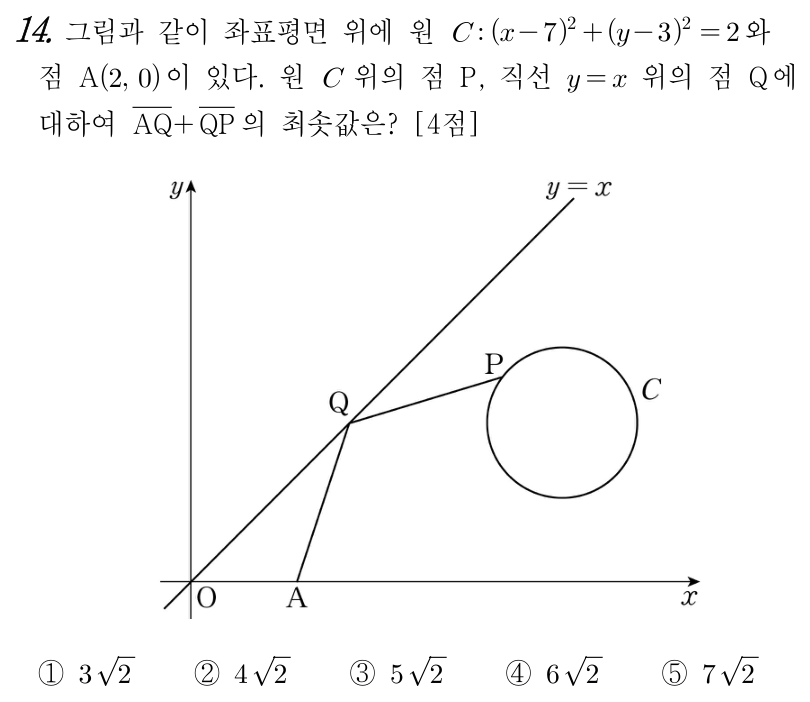 14. 그림과 같이 좌표평면 위에 원 C : (x−7)²+(y−3)²=2와
점 A(2, 0)이 있다. 원 C 위의 점 P, 직선 y=x 위의 점 Q에
대하여 A̅Q̅+Q̅P̅의 최솟값은? [4점]
y
y=x
P
C
Q
O
A
x
① 3√2 ② 4√2 ③ 5√2 ④ 6√2 ⑤ 7√2